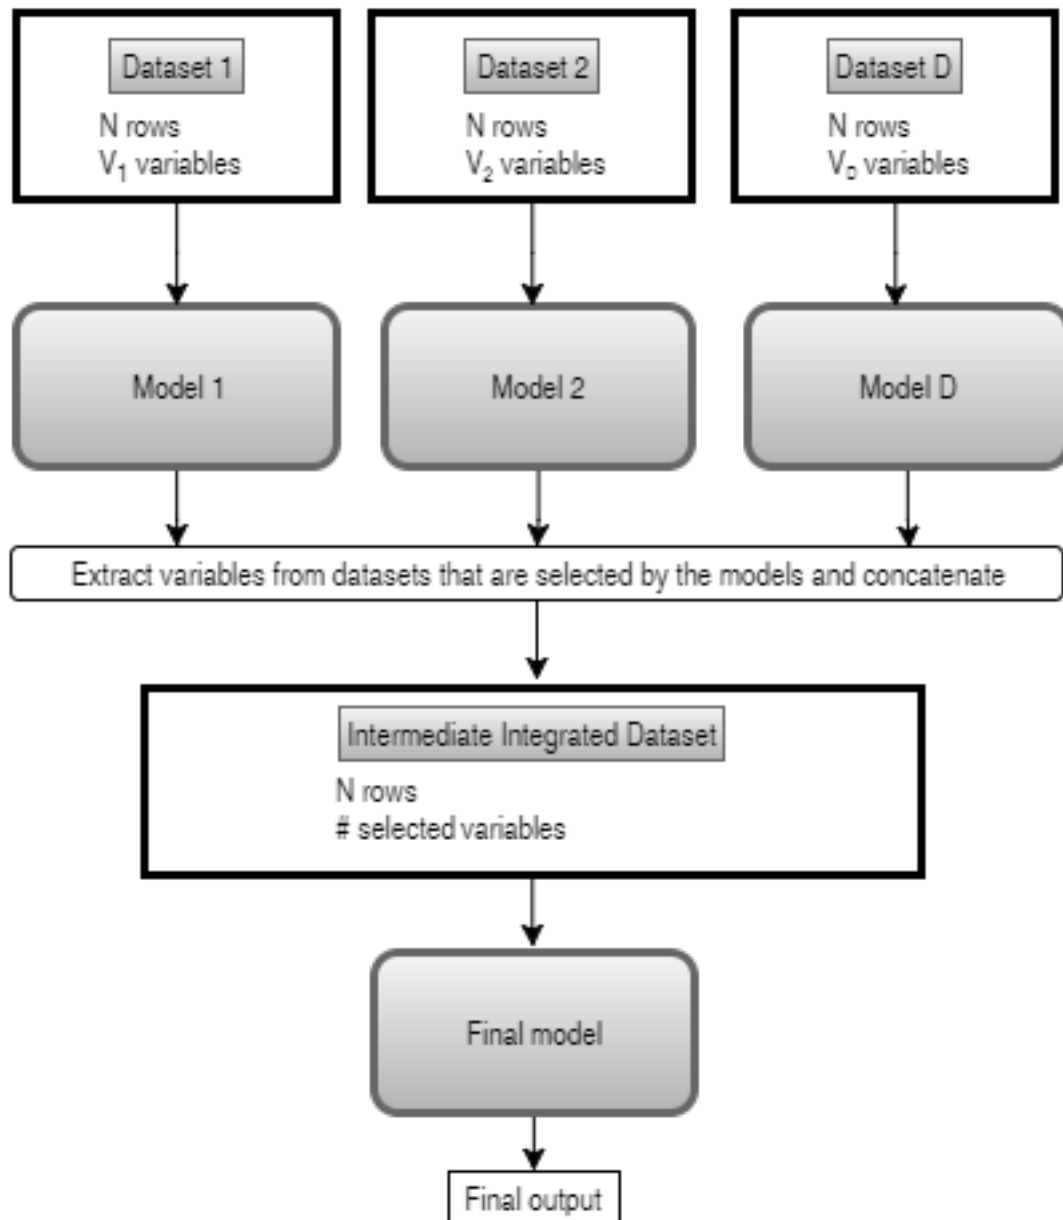 Dataset 1
N rows
V₁ variables
Dataset 2
N rows
V₂ variables
Dataset D
N rows
V_D variables
Model 1
Model 2
Model D
Extract variables from datasets that are selected by the models and concatenate
Intermediate Integrated Dataset
N rows
# selected variables
Final model
Final output